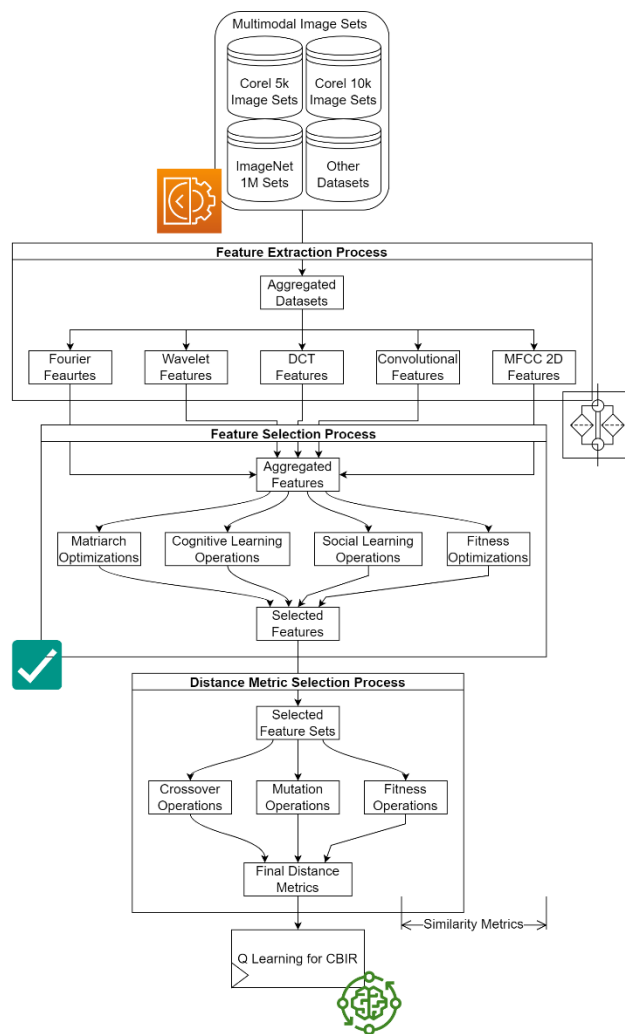 Multimodal Image Sets
Corel 5k
Image Sets
Corel 10k
Image Sets
ImageNet
1M Sets
Other
Datasets
Feature Extraction Process
Aggregated
Datasets
Fourier
Feaurtes
Wavelet
Features
DCT
Features
Convolutional
Features
MFCC 2D
Features
Feature Selection Process
Aggregated
Features
Matriarch
Optimizations
Cognitive Learning
Operations
Social Learning
Operations
Fitness
Optimizations
Selected
Features
Distance Metric Selection Process
Selected
Feature Sets
Crossover
Operations
Mutation
Operations
Fitness
Operations
Final Distance
Metrics
Similarity Metrics
Q Learning for CBIR